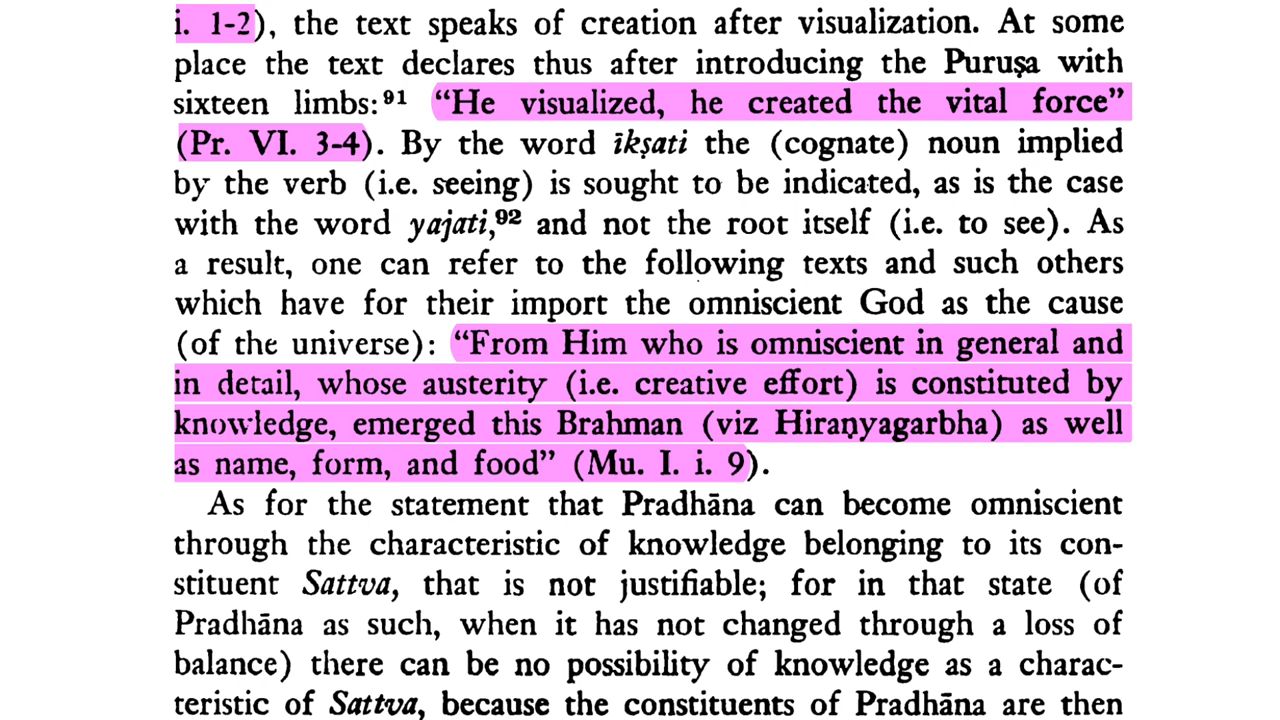 i. 1-2), the text speaks of creation after visualization. At some
place the text declares thus after introducing the Puruṣa with
sixteen limbs:⁹¹ “He visualized, he created the vital force”
(Pr. VI. 3-4). By the word īkṣati the (cognate) noun implied
by the verb (i.e. seeing) is sought to be indicated, as is the case
with the word yajati,⁹² and not the root itself (i.e. to see). As
a result, one can refer to the following texts and such others
which have for their import the omniscient God as the cause
(of the universe): “From Him who is omniscient in general and
in detail, whose austerity (i.e. creative effort) is constituted by
knowledge, emerged this Brahman (viz Hiraṇyagarbha) as well
as name, form, and food” (Mu. I. i. 9).
As for the statement that Pradhāna can become omniscient
through the characteristic of knowledge belonging to its con-
stituent Sattva, that is not justifiable; for in that state (of
Pradhāna as such, when it has not changed through a loss of
balance) there can be no possibility of knowledge as a charac-
teristic of Sattva, because the constituents of Pradhāna are then